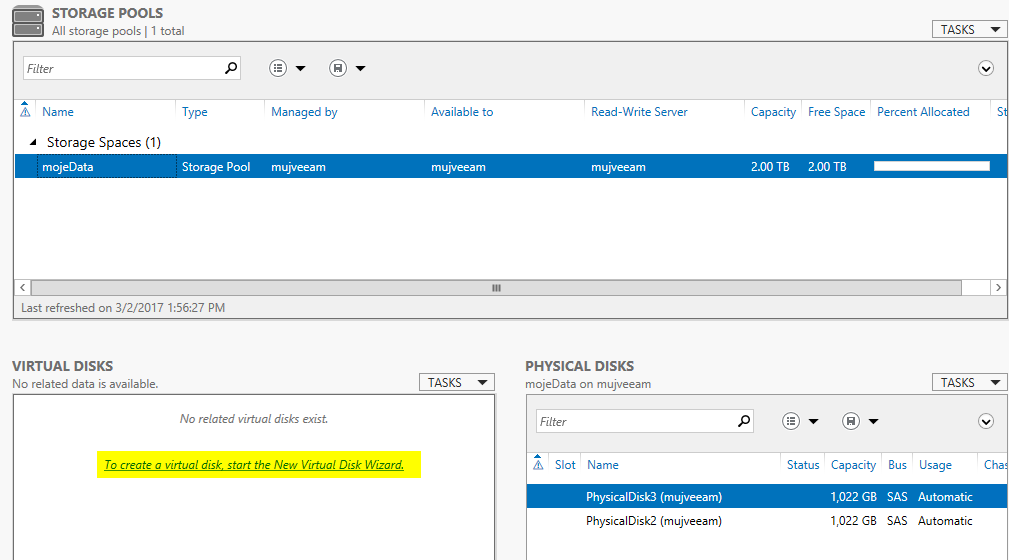 STORAGE POOLS
All storage pools | 1 total
TASKS
Filter
Name Type Managed by Available to Read-Write Server Capacity Free Space Percent Allocated St
Storage Spaces (1)
mojeData Storage Pool mujveeam mujveeam mujveeam 2.00 TB 2.00 TB
Last refreshed on 3/2/2017 1:56:27 PM
VIRTUAL DISKS
No related data is available.
TASKS
No related virtual disks exist.
To create a virtual disk, start the New Virtual Disk Wizard.
PHYSICAL DISKS
mojeData on mujveeam
TASKS
Filter
Slot Name Status Capacity Bus Usage Chas
PhysicalDisk3 (mujveeam) 1,022 GB SAS Automatic
PhysicalDisk2 (mujveeam) 1,022 GB SAS Automatic